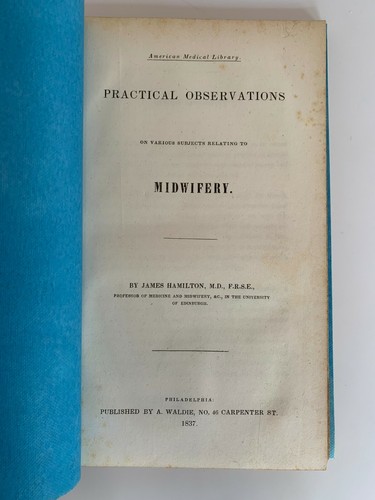 American Medical Library.
PRACTICAL OBSERVATIONS
ON VARIOUS SUBJECTS RELATING TO
MIDWIFERY.
BY JAMES HAMILTON, M.D., F.R.S.E.,
PROFESSOR OF MEDICINE AND MIDWIFERY, &C., IN THE UNIVERSITY
OF EDINBURGH.
PHILADELPHIA:
PUBLISHED BY A. WALDIE, NO. 46 CARPENTER ST.
1837.